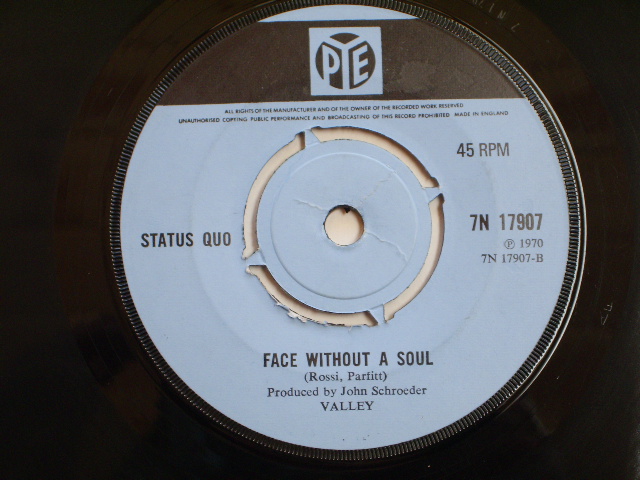 PYE
ALL RIGHTS OF THE MANUFACTURER AND OF THE OWNER OF THE RECORDED WORK RESERVED
UNAUTHORISED COPYING PUBLIC PERFORMANCE AND BROADCASTING OF THIS RECORD PROHIBITED MADE IN ENGLAND
45 RPM
STATUS QUO
7N 17907
℗ 1970
7N 17907-B
FACE WITHOUT A SOUL
(Rossi, Parfitt)
Produced by John Schroeder
VALLEY